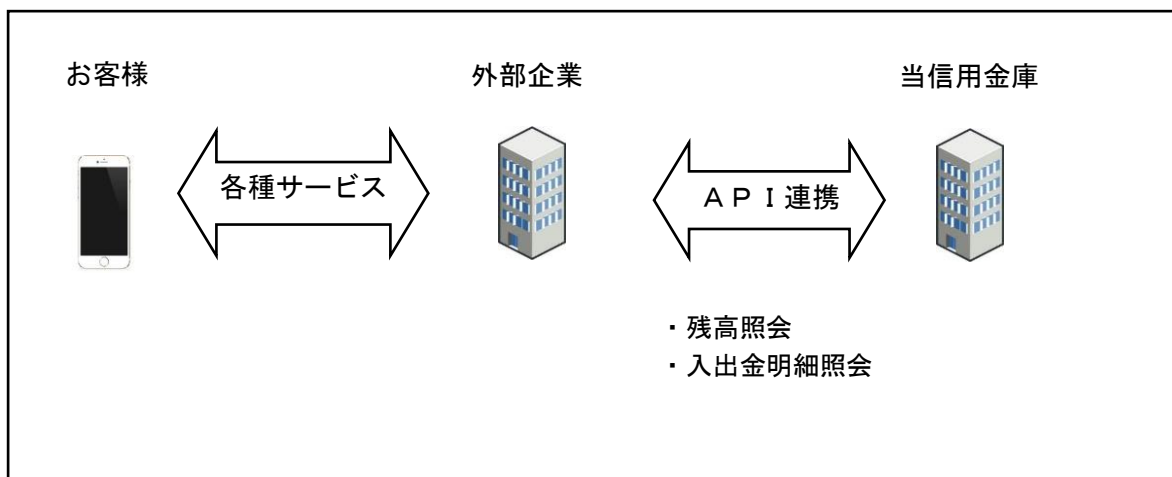 お客様
外部企業
当信用金庫
各種サービス
ＡＰＩ連携
・残高照会
・入出金明細照会